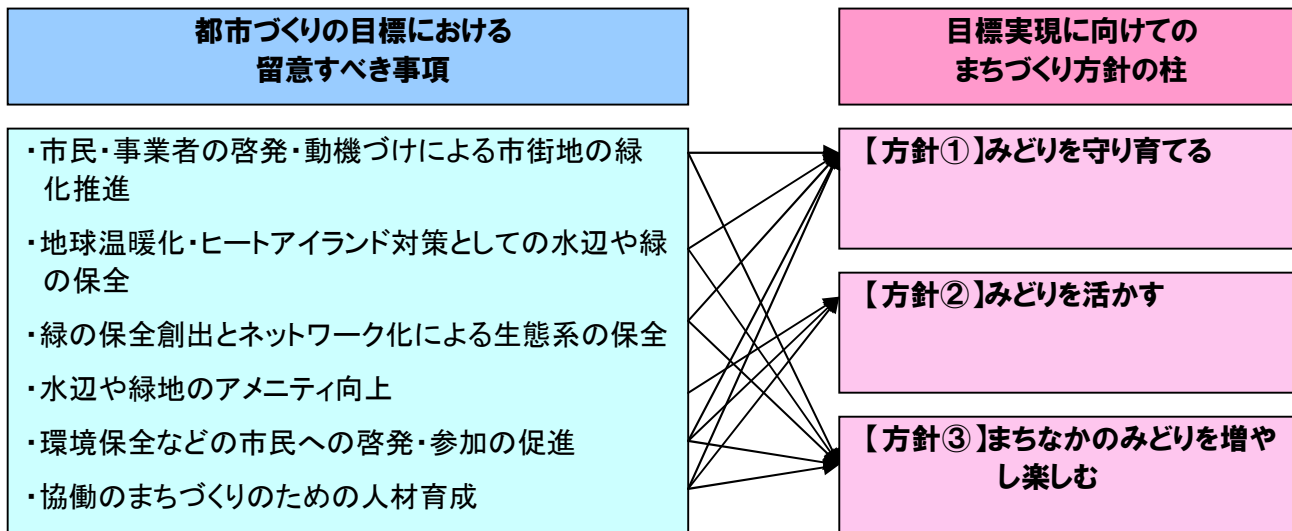 都市づくりの目標における
留意すべき事項
目標実現に向けての
まちづくり方針の柱
・市民・事業者の啓発・動機づけによる市街地の緑
化推進
・地球温暖化・ヒートアイランド対策としての水辺や緑
の保全
・緑の保全創出とネットワーク化による生態系の保全
・水辺や緑地のアメニティ向上
・環境保全などの市民への啓発・参加の促進
・協働のまちづくりのための人材育成
【方針①】みどりを守り育てる
【方針②】みどりを活かす
【方針③】まちなかのみどりを増や
し楽しむ